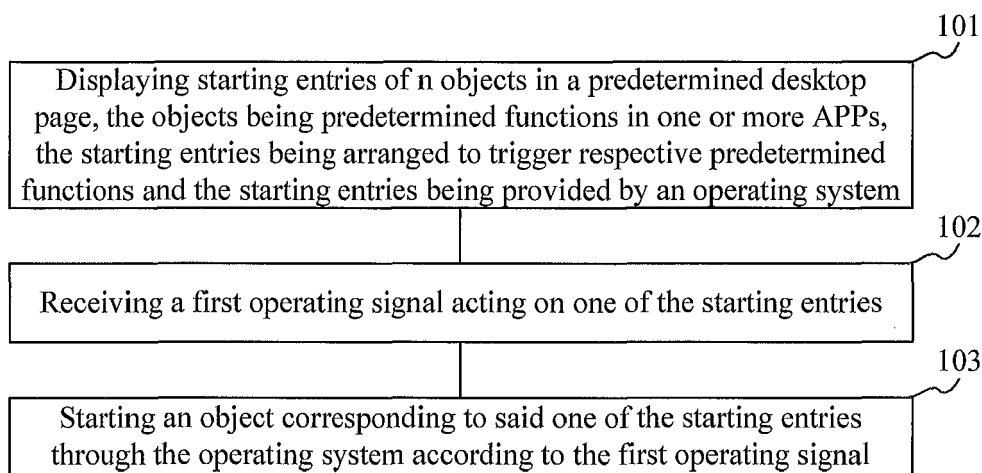 101
Displaying starting entries of n objects in a predetermined desktop
page, the objects being predetermined functions in one or more APPs,
the starting entries being arranged to trigger respective predetermined
functions and the starting entries being provided by an operating system
102
Receiving a first operating signal acting on one of the starting entries
103
Starting an object corresponding to said one of the starting entries
through the operating system according to the first operating signal